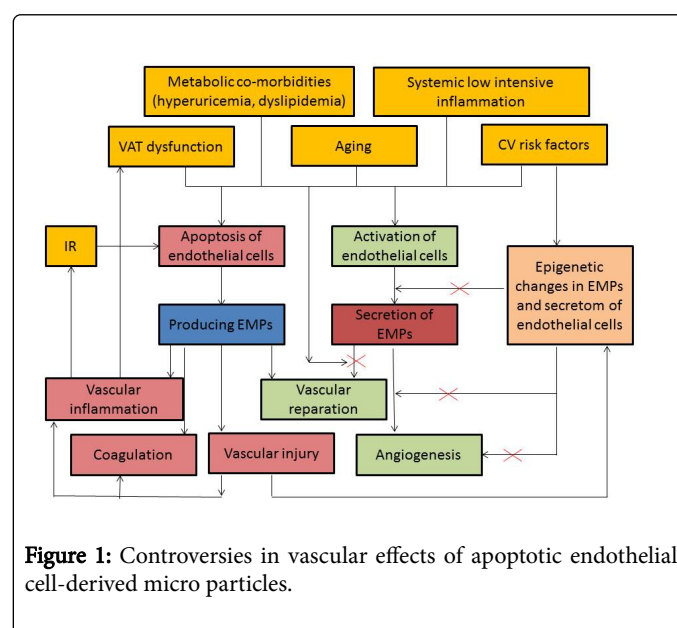 Metabolic co-morbidities
(hyperuricemia, dyslipidemia)
Systemic low intensive
inflammation
VAT dysfunction
Aging
CV risk factors
IR
Apoptosis of
endothelial cells
Activation of
endothelial cells
Epigenetic
changes in EMPs
and secretom of
endothelial cells
Producing EMPs
Secretion of
EMPs
Vascular
inflammation
Vascular
reparation
Coagulation
Vascular injury
Angiogenesis
Figure 1: Controversies in vascular effects of apoptotic endothelial
cell-derived micro particles.